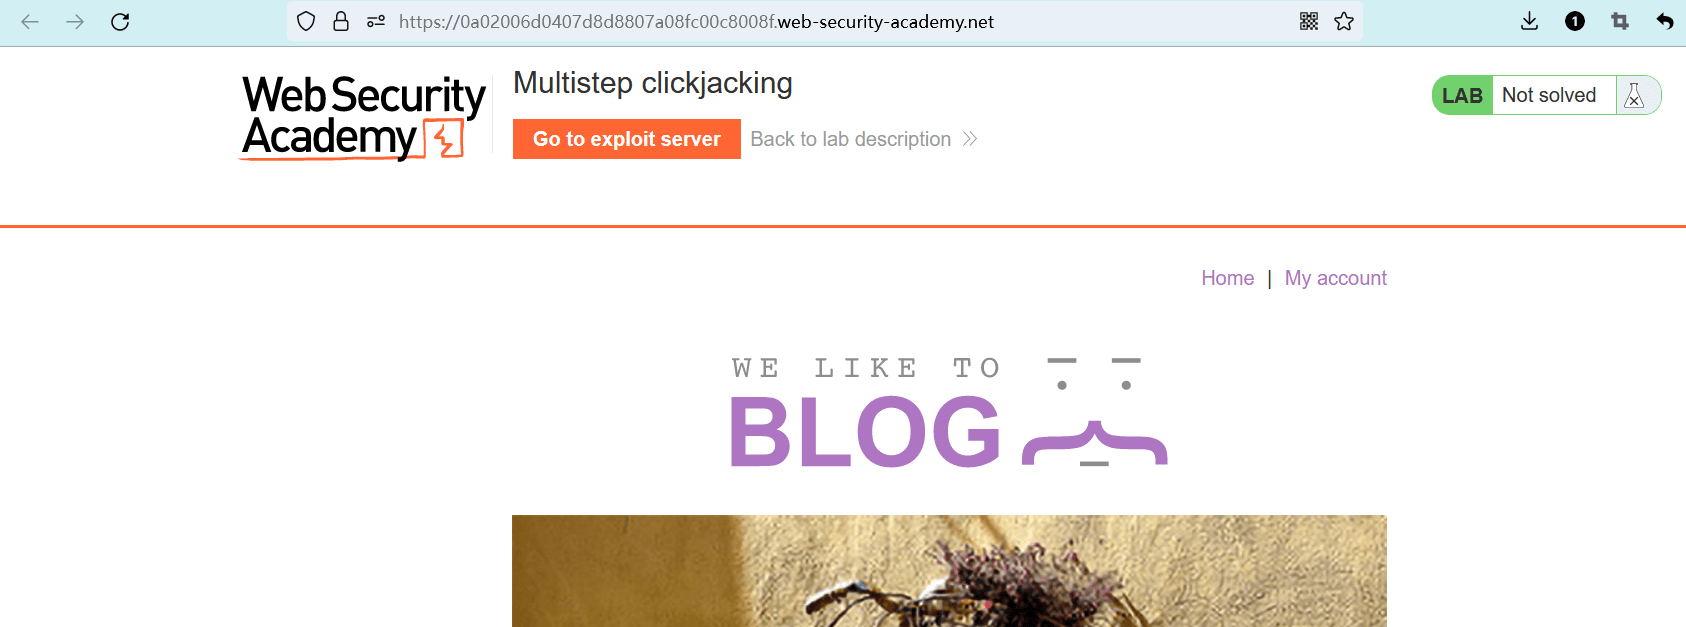 https://0a02006d0407d8d8807a08fc00c8008f.web-security-academy.net
1
Web Security
Academy
Multistep clickjacking
Go to exploit server
Back to lab description
LAB
Not solved
Home | My account
WE LIKE TO
BLOG